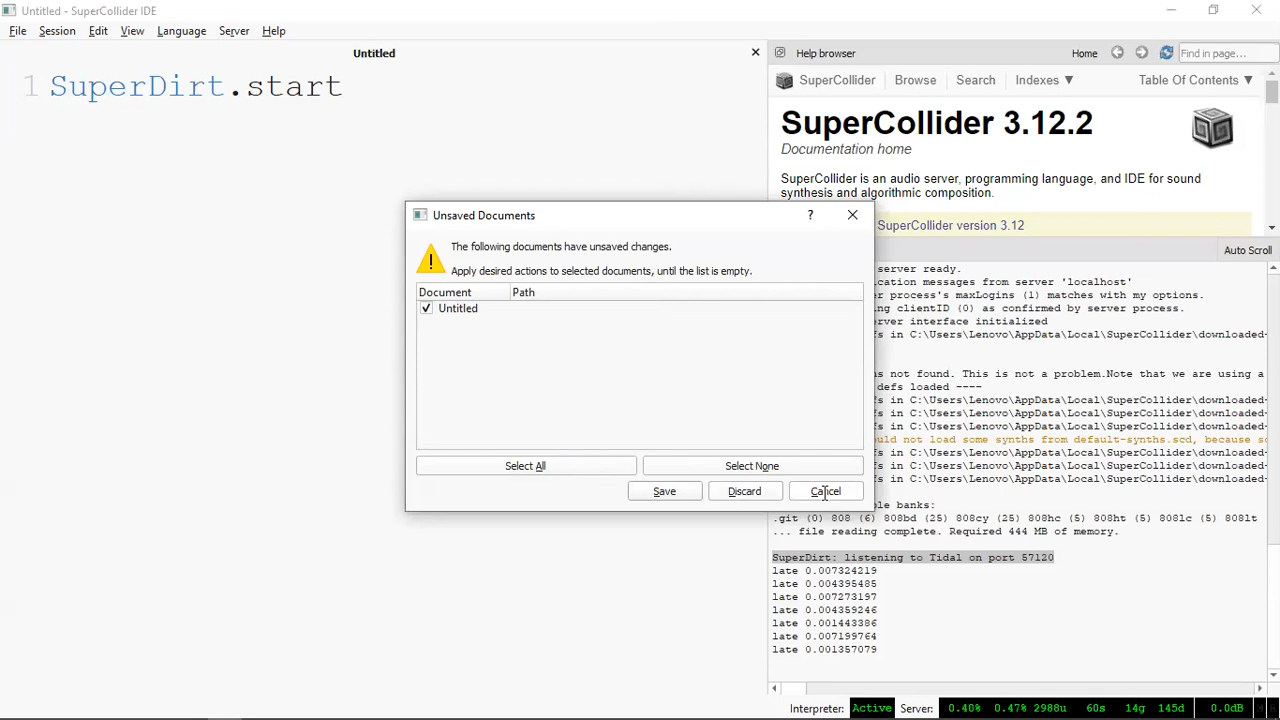 Untitled - SuperCollider IDE
File Session Edit View Language Server Help
Untitled
1 SuperDirt.start
Help browser Home Find in page...
SuperCollider Browse Search Indexes ▼ Table Of Contents ▼
SuperCollider 3.12.2
Documentation home
SuperCollider is an audio server, programming language, and IDE for sound
synthesis and algorithmic composition.
SuperCollider version 3.12
Auto Scroll
Unsaved Documents ?
The following documents have unsaved changes.
Apply desired actions to selected documents, until the list is empty.
Document Path
Untitled
Select All Select None
Save Discard Cancel
server ready.
cation messages from server 'localhost'
er process's maxLogins (1) matches with my options.
ing clientID (0) as confirmed by server process.
erver interface initialized
fs in C:\Users\Lenovo\AppData\Local\SuperCollider\downloaded-
s not found. This is not a problem.Note that we are using a
defs loaded ----
fs in C:\Users\Lenovo\AppData\Local\SuperCollider\downloaded-
fs in C:\Users\Lenovo\AppData\Local\SuperCollider\downloaded-
fs in C:\Users\Lenovo\AppData\Local\SuperCollider\downloaded-
uld not load some synths from default-synths.scd, because sc
fs in C:\Users\Lenovo\AppData\Local\SuperCollider\downloaded-
fs in C:\Users\Lenovo\AppData\Local\SuperCollider\downloaded-
fs in C:\Users\Lenovo\AppData\Local\SuperCollider\downloaded-
ple banks:
.git (0) 808 (6) 808bd (25) 808cy (25) 808hc (5) 808ht (5) 808lc (5) 808lt
... file reading complete. Required 444 MB of memory.
SuperDirt: listening to Tidal on port 57120
late 0.007324219
late 0.004395485
late 0.007273197
late 0.004359246
late 0.001443386
late 0.007199764
late 0.001357079
Interpreter: Active Server: 0.40% 0.47% 2988u 60s 14g 145d 0.0dB M R